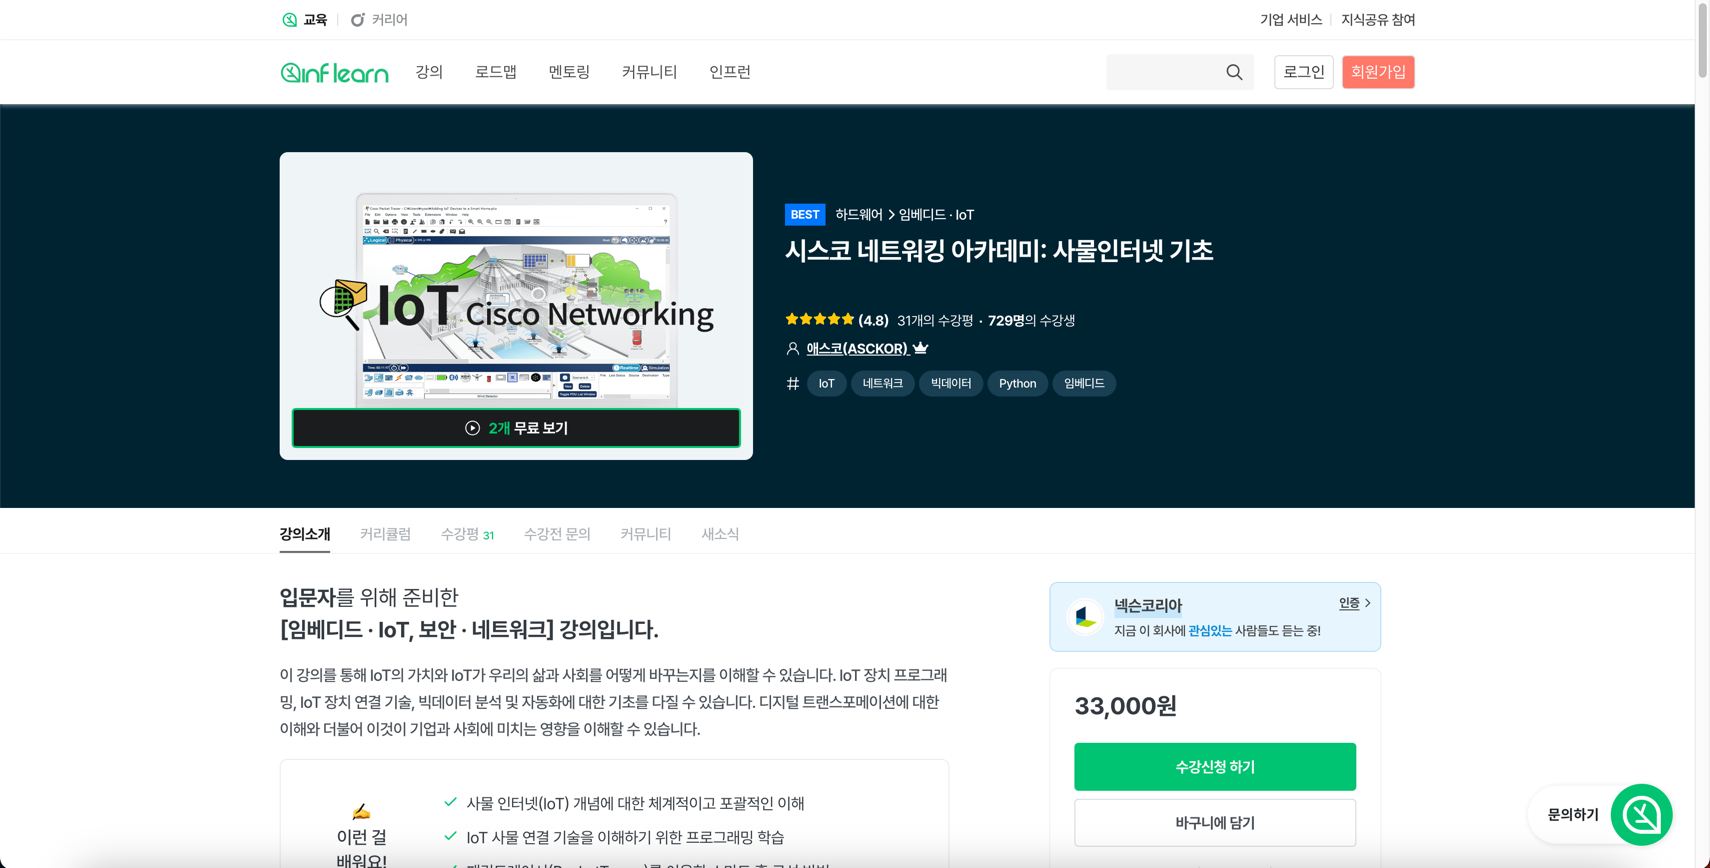 교육
커리어
기업 서비스
지식공유 참여
inflearn
강의
로드맵
멘토링
커뮤니티
인프런
로그인
회원가입
IoT Cisco Networking
2개 무료 보기
BEST 하드웨어 > 임베디드 · IoT
시스코 네트워킹 아카데미: 사물인터넷 기초
(4.8) 31개의 수강평 · 729명의 수강생
애스코(ASCKOR)
# IoT 네트워크 빅데이터 Python 임베디드
강의소개
커리큘럼
수강평 31
수강전 문의
커뮤니티
새소식
입문자를 위해 준비한
[임베디드 · IoT, 보안 · 네트워크] 강의입니다.
이 강의를 통해 IoT의 가치와 IoT가 우리의 삶과 사회를 어떻게 바꾸는지를 이해할 수 있습니다. IoT 장치 프로그래
밍, IoT 장치 연결 기술, 빅데이터 분석 및 자동화에 대한 기초를 다질 수 있습니다. 디지털 트랜스포메이션에 대한
이해와 더불어 이것이 기업과 사회에 미치는 영향을 이해할 수 있습니다.
✍️
이런 걸
배워요!
사물 인터넷(IoT) 개념에 대한 체계적이고 포괄적인 이해
IoT 사물 연결 기술을 이해하기 위한 프로그래밍 학습
넥슨코리아
인증 >
지금 이 회사에 관심있는 사람들도 듣는 중!
33,000원
수강신청 하기
바구니에 담기
문의하기